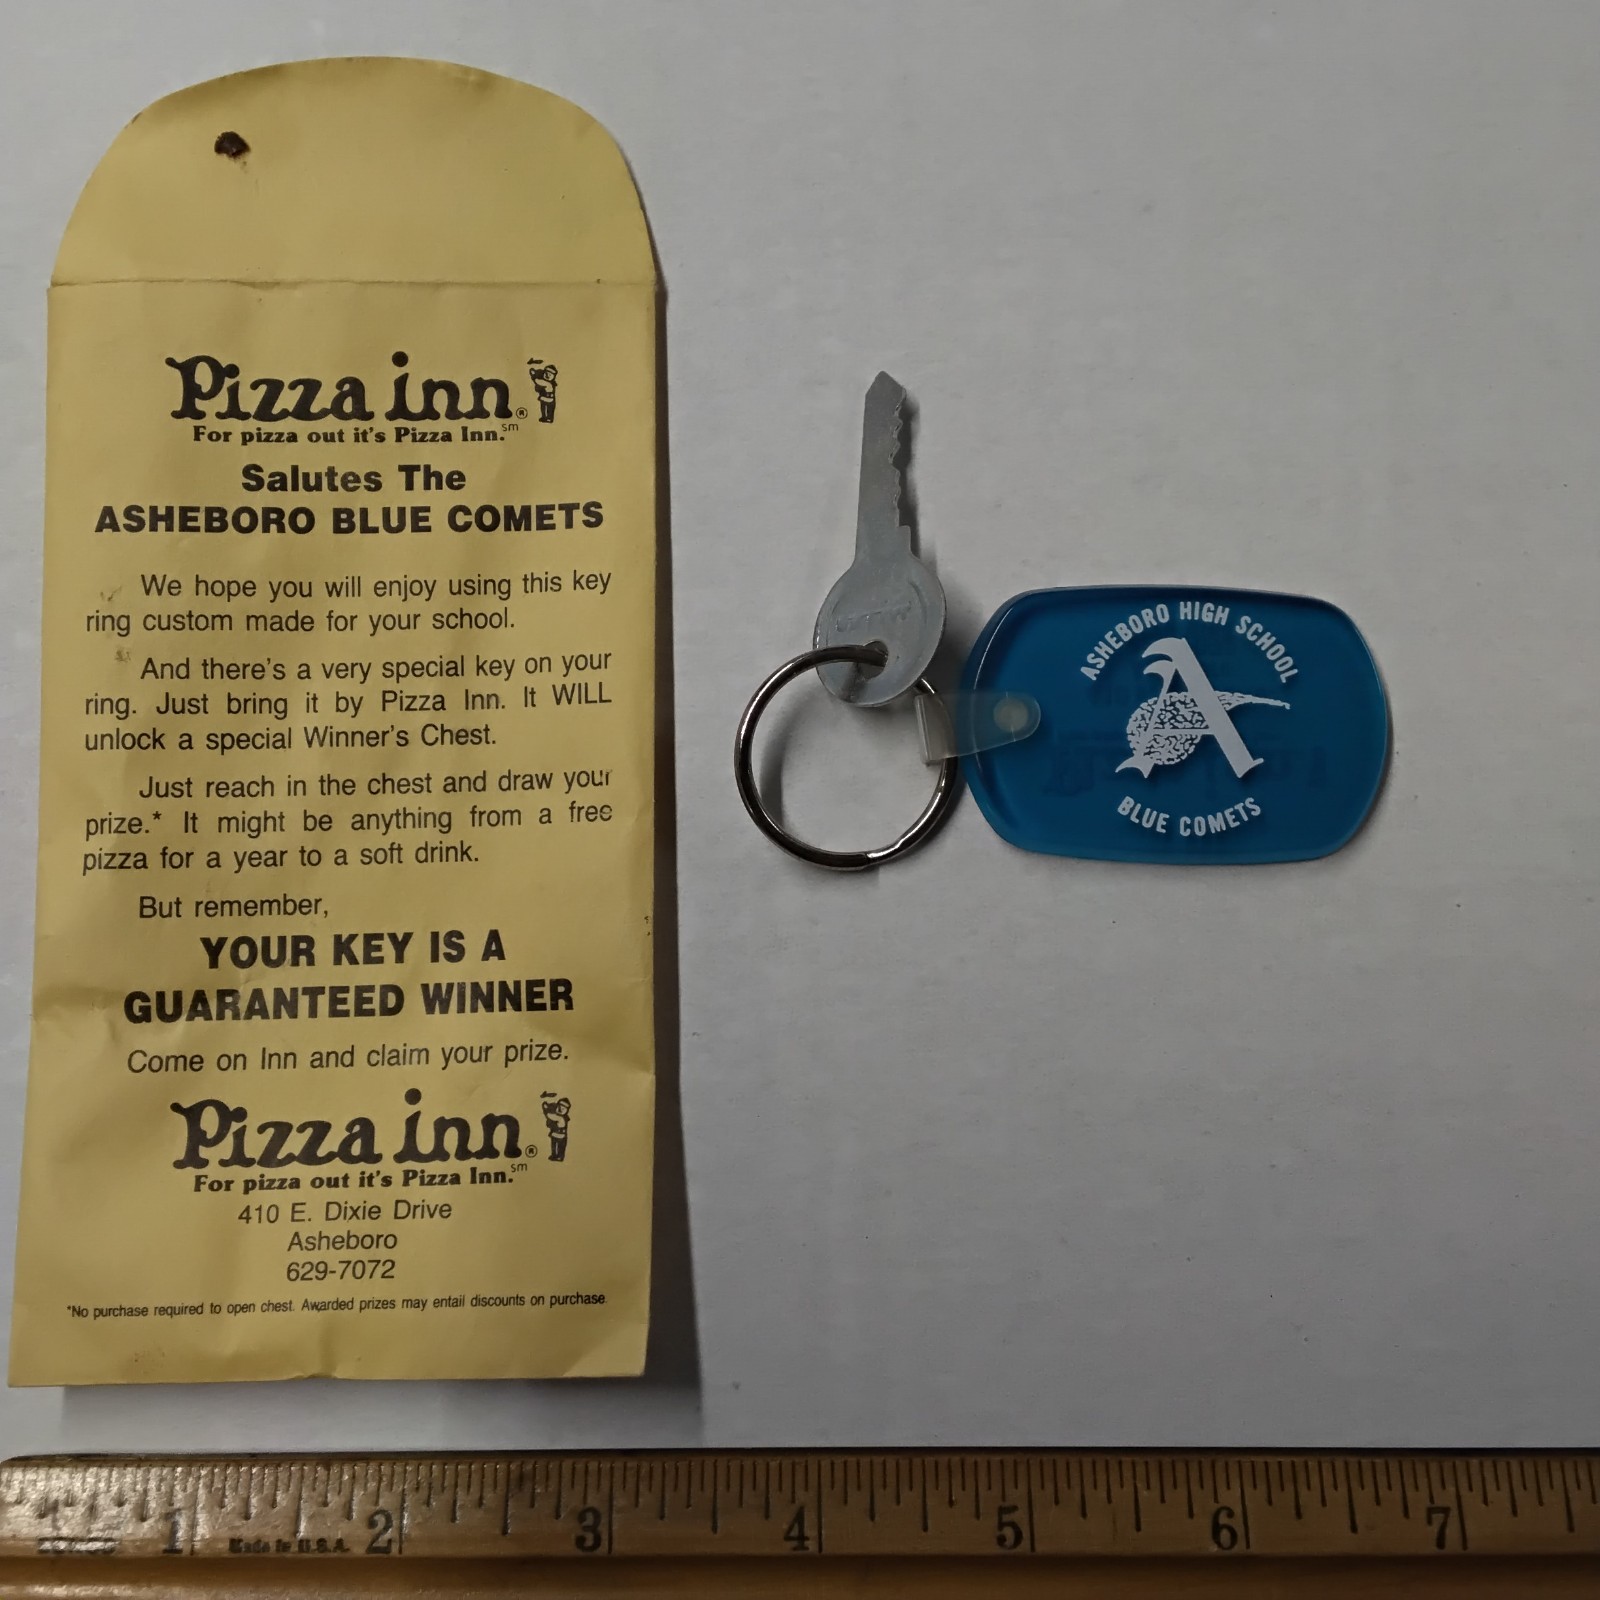 Pizza inn®
For pizza out it's Pizza Inn.sm
Salutes The
ASHEBORO BLUE COMETS
We hope you will enjoy using this key
ring custom made for your school.
And there's a very special key on your
ring. Just bring it by Pizza Inn. It WILL
unlock a special Winner's Chest.
Just reach in the chest and draw your
prize.* It might be anything from a free
pizza for a year to a soft drink.
But remember,
YOUR KEY IS A
GUARANTEED WINNER
Come on Inn and claim your prize.
Pizza inn®
For pizza out it's Pizza Inn.sm
410 E. Dixie Drive
Asheboro
629-7072
*No purchase required to open chest. Awarded prizes may entail discounts on purchase.
ASHEBORO HIGH SCHOOL
A
BLUE COMETS
1 2 3 4 5 6 7
Made in U.S.A.